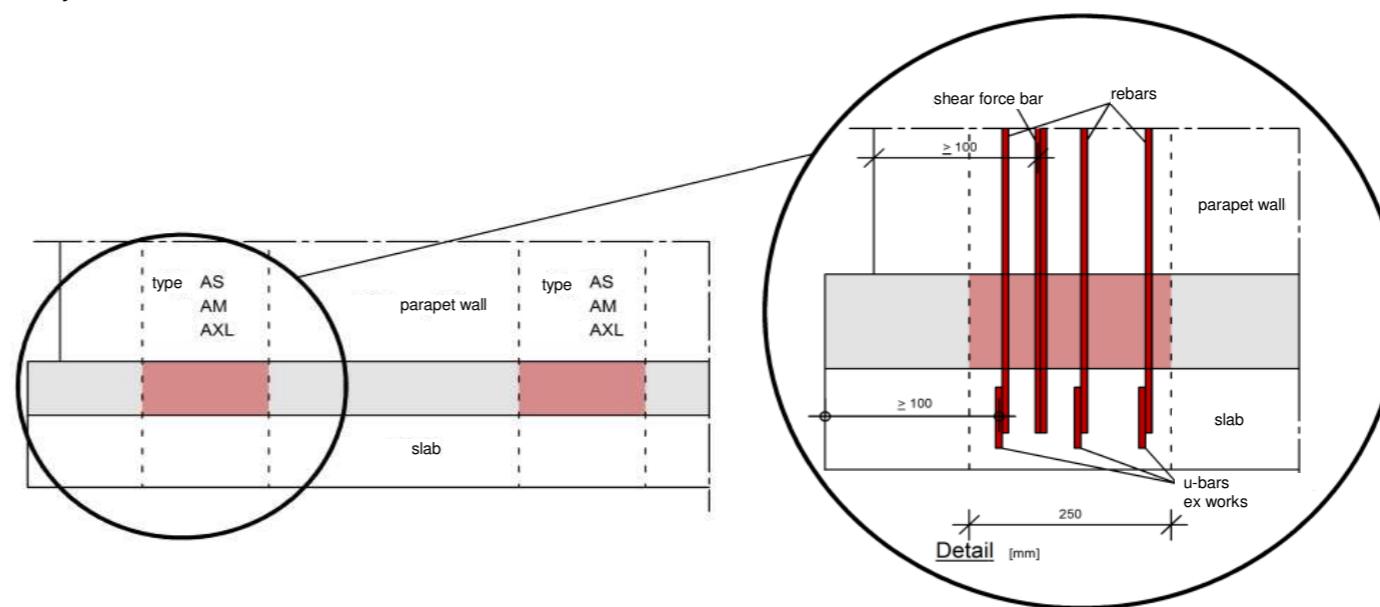 shear force bar
rebars
≥ 100
parapet wall
type AS
AM
AXL
parapet wall
type AS
AM
AXL
slab
≥ 100
slab
u-bars
ex works
250
Detail [mm]